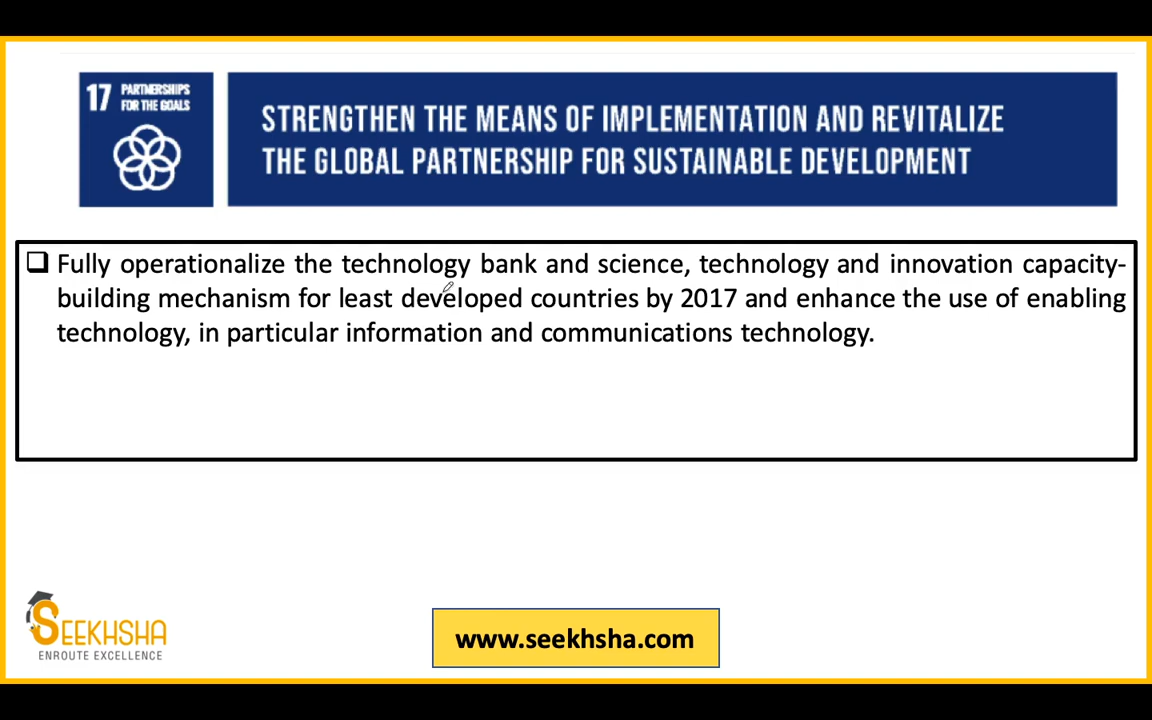 17 PARTNERSHIPS
FOR THE GOALS
STRENGTHEN THE MEANS OF IMPLEMENTATION AND REVITALIZE
THE GLOBAL PARTNERSHIP FOR SUSTAINABLE DEVELOPMENT
Fully operationalize the technology bank and science, technology and innovation capacity-
building mechanism for least developed countries by 2017 and enhance the use of enabling
technology, in particular information and communications technology.
SEEKHSHA
ENROUTE EXCELLENCE
www.seekhsha.com